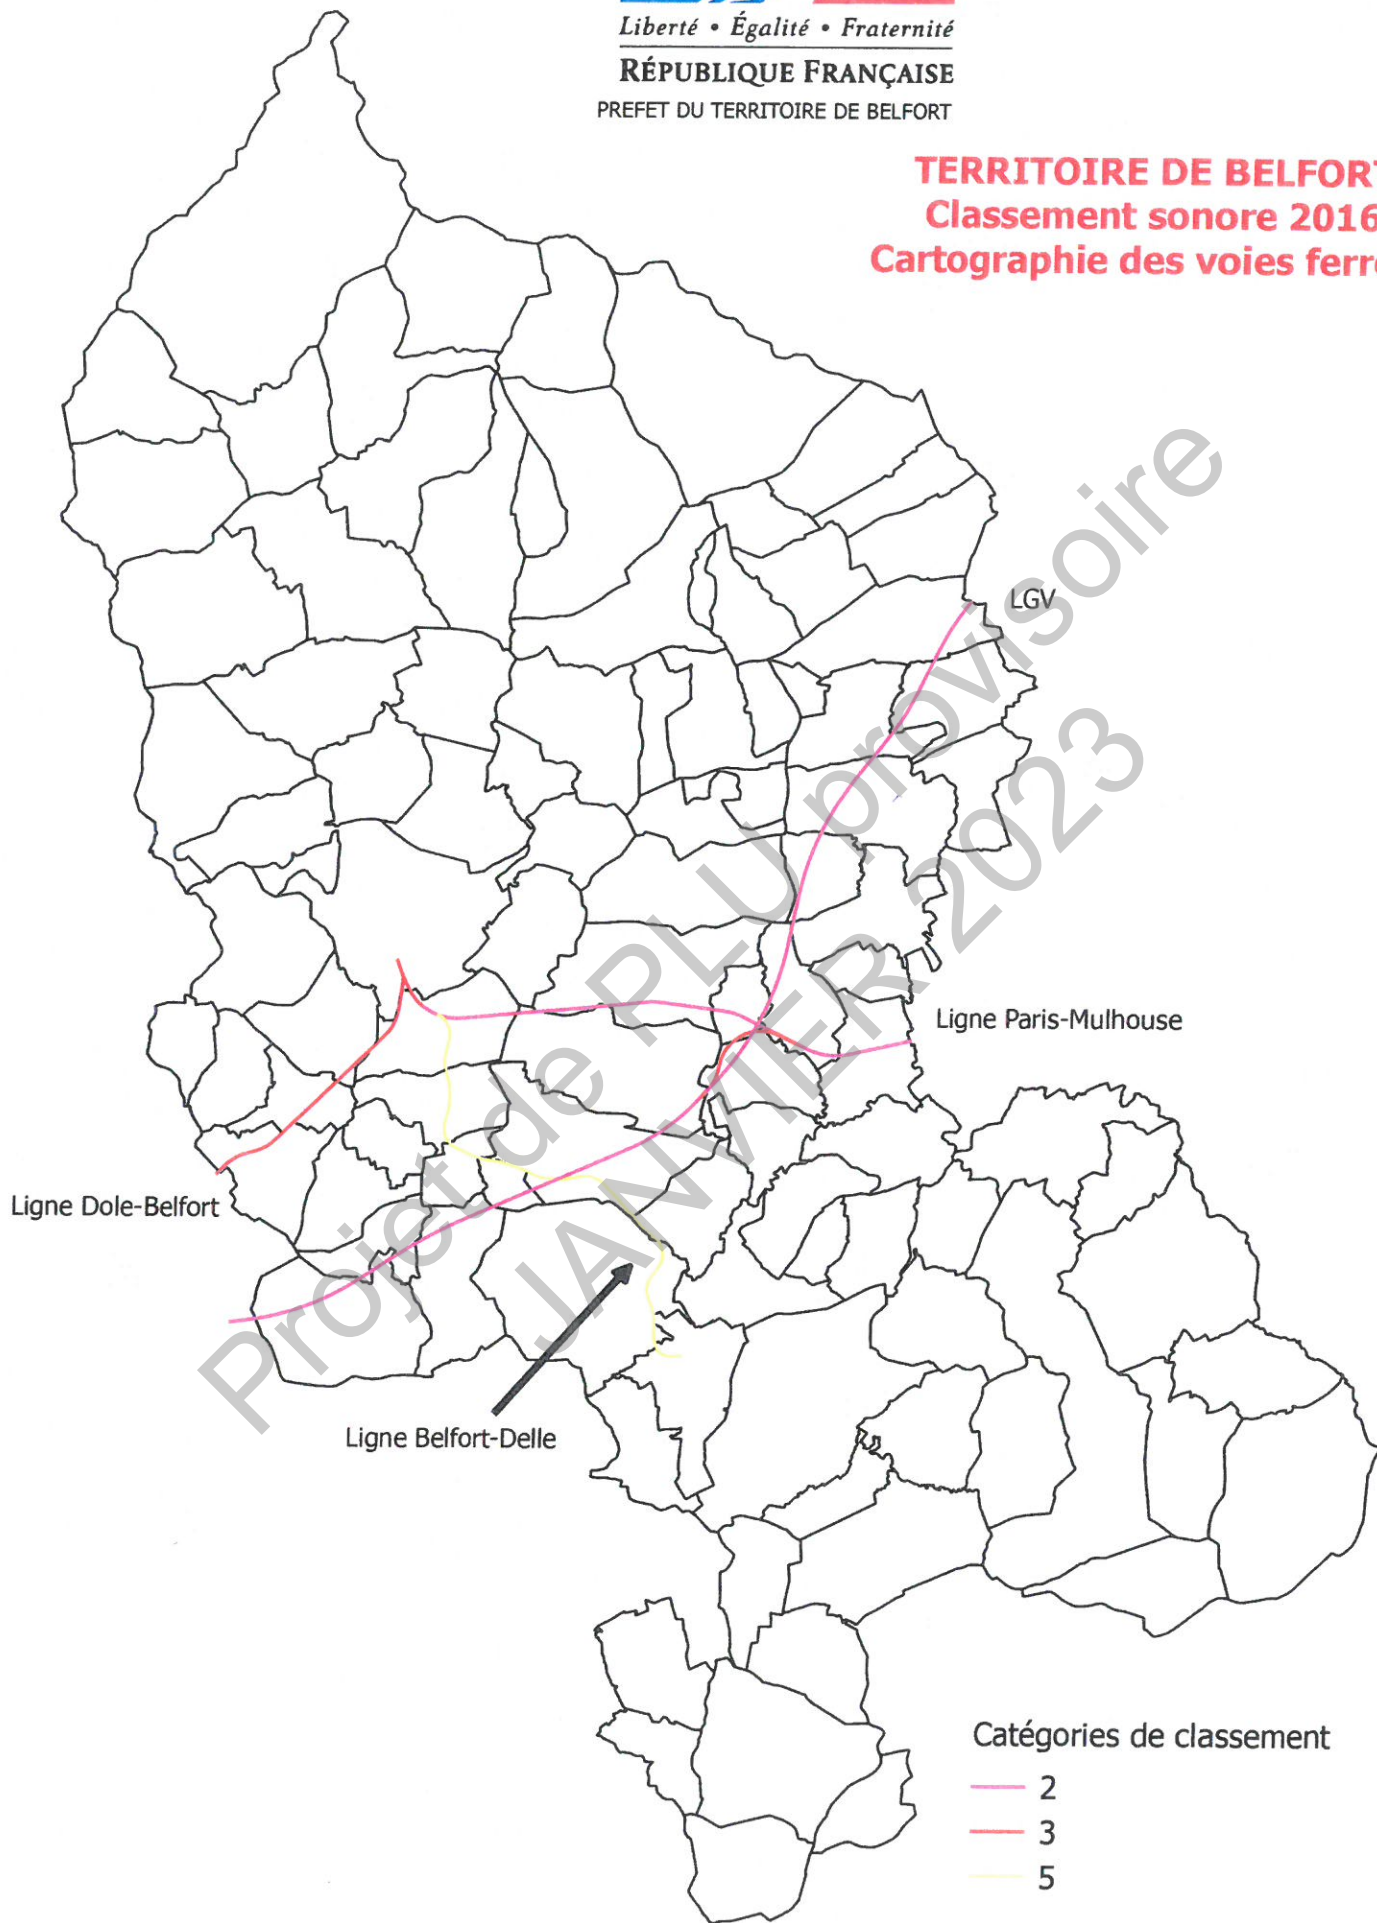 Liberté • Égalité • Fraternité
RÉPUBLIQUE FRANÇAISE
PREFET DU TERRITOIRE DE BELFORT
TERRITOIRE DE BELFORT
Classement sonore 2016
Cartographie des voies ferr
LGV
Ligne Paris-Mulhouse
Ligne Dole-Belfort
Ligne Belfort-Delle
Projet de PLU provisoire
JANVIER 2023
Catégories de classement
2
3
5